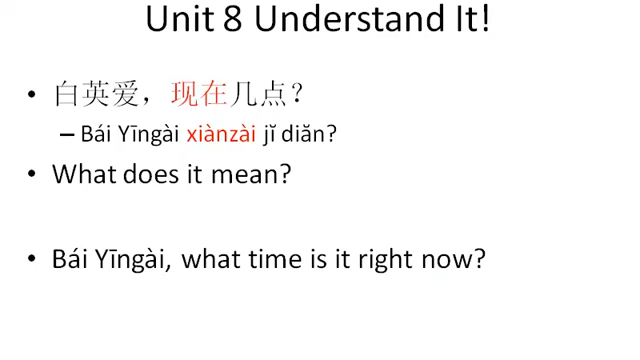 Unit 8 Understand It!
• 白英爱，现在几点？
– Bái Yīngài xiànzài jǐ diăn?
• What does it mean?
• Bái Yīngài, what time is it right now?